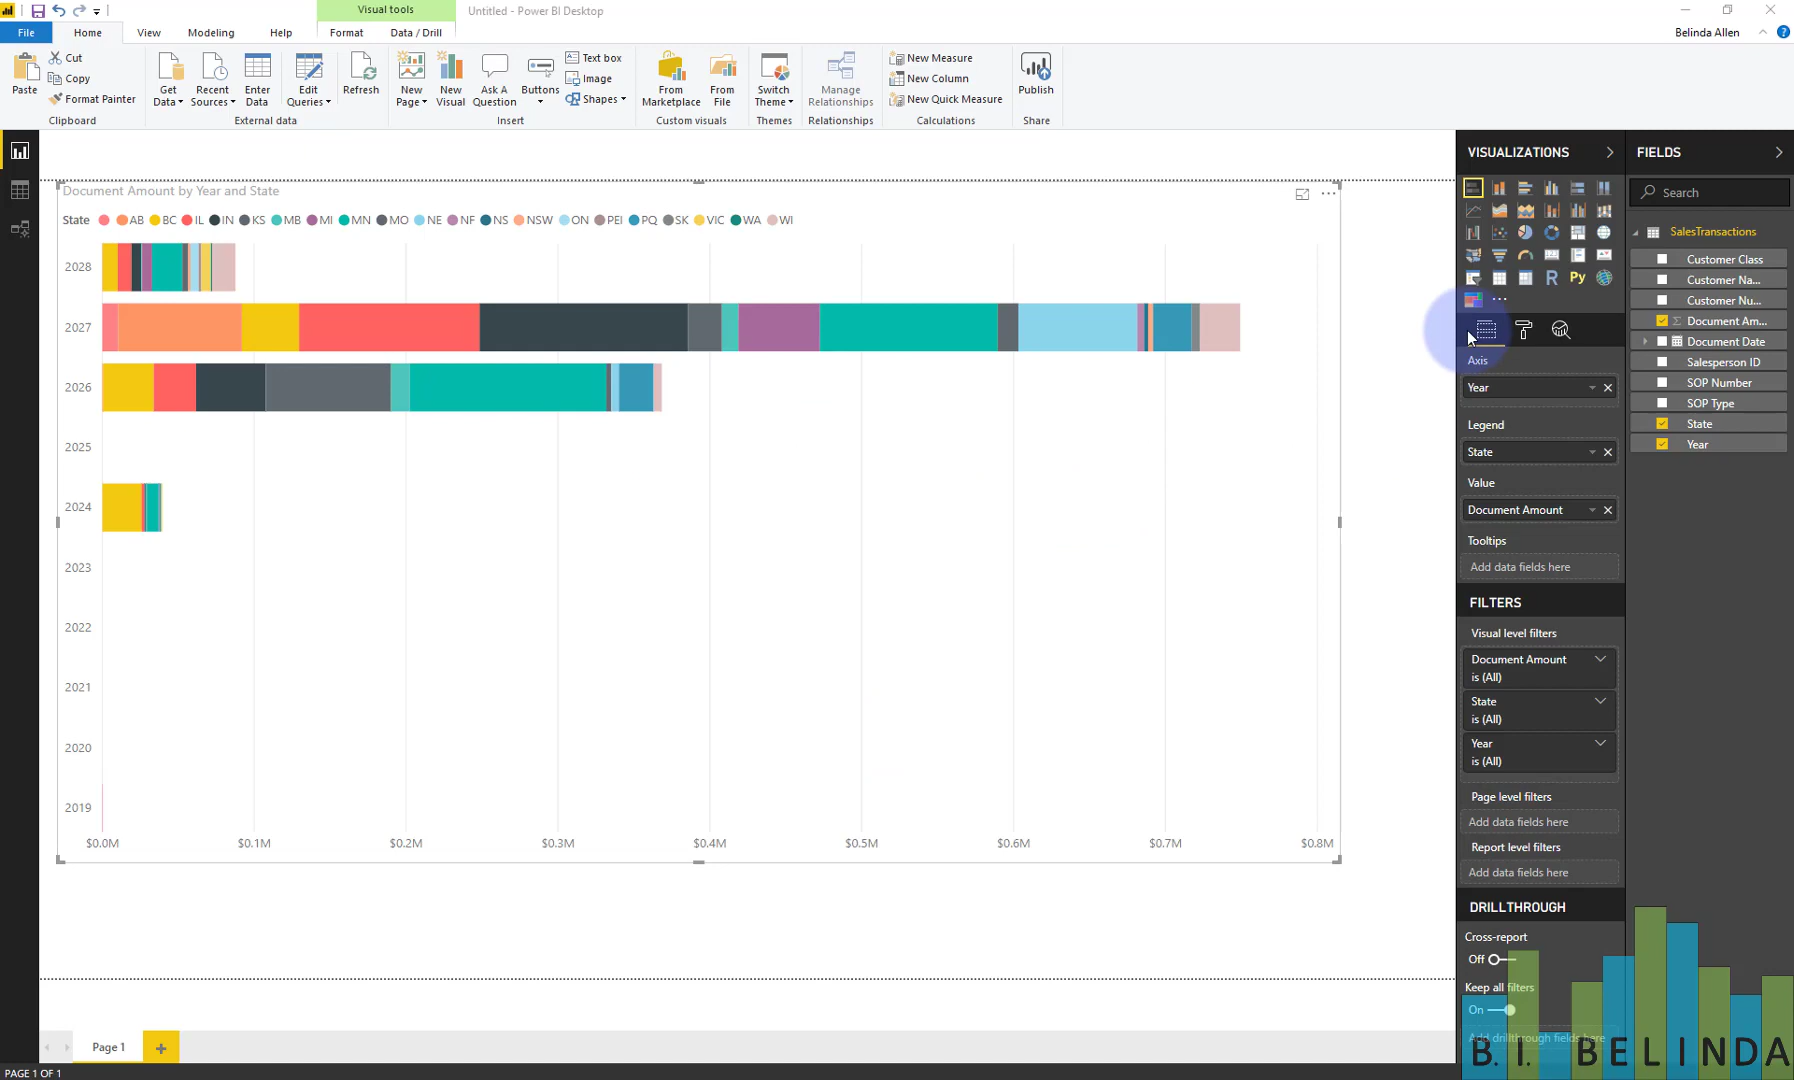 Visual tools
Untitled - Power BI Desktop
File Home View Modeling Help Format Data / Drill Belinda Allen ?
Paste
Cut
Copy
Format Painter
Clipboard
Get Data
Recent Sources
Enter Data
Edit Queries
Refresh
External data
New Page
New Visual
Ask A Question
Buttons
Text box
Image
Shapes
Insert
From Marketplace
From File
Custom visuals
Switch Theme
Themes
Manage Relationships
Relationships
New Measure
New Column
New Quick Measure
Calculations
Publish
Share
Document Amount by Year and State
State AB BC IL IN KS MB MI MN MO NE NF NS NSW ON PEI PQ SK VIC WA WI
2028
2027
2026
2025
2024
2023
2022
2021
2020
2019
$0.0M $0.1M $0.2M $0.3M $0.4M $0.5M $0.6M $0.7M $0.8M
VISUALIZATIONS
R Py
Axis
Year
Legend
State
Value
Document Amount
Tooltips
Add data fields here
FILTERS
Visual level filters
Document Amount
is (All)
State
is (All)
Year
is (All)
Page level filters
Add data fields here
Report level filters
Add data fields here
DRILLTHROUGH
Cross-report
Off
Keep all filters
On
Add drillthrough fields here
FIELDS
Search
SalesTransactions
Customer Class
Customer Na...
Customer Nu...
Σ Document Am...
Document Date
Salesperson ID
SOP Number
SOP Type
State
Year
B.I. BELINDA
Page 1 +
PAGE 1 OF 1